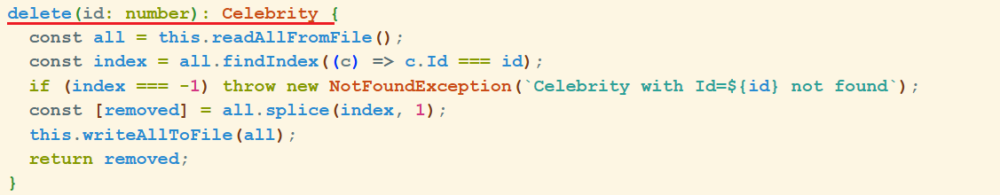 delete(id: number): Celebrity {
  const all = this.readAllFromFile();
  const index = all.findIndex((c) => c.Id === id);
  if (index === -1) throw new NotFoundException(`Celebrity with Id=${id} not found`);
  const [removed] = all.splice(index, 1);
  this.writeAllToFile(all);
  return removed;
}